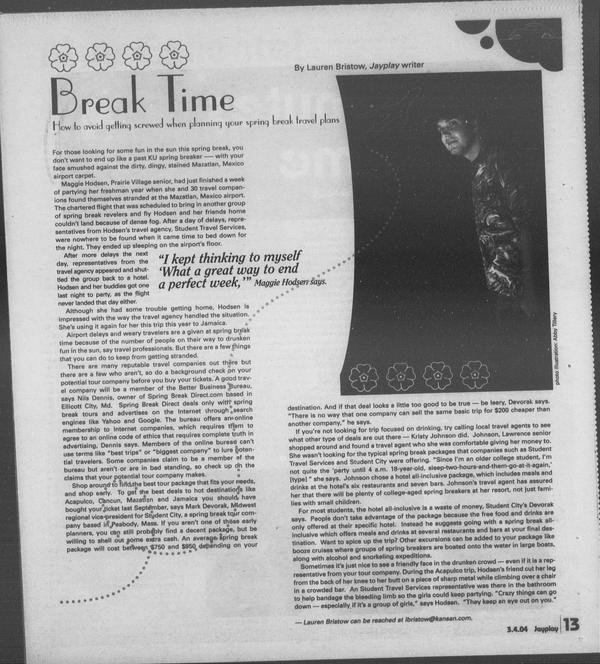 By Lauren Bristow, Jayplay writer
Break Time
How to avoid getting screwed when planning your spring break travel plans
For those looking for some fun in the sun this spring break, you
don't want to end up like a past KU spring breaker — with your
face smushed against the dirty, dingy, stained Mazatlan, Mexico
airport carpet.
Maggie Hodsen, Prairie Village senior, had just finished a week
of partying her freshman year when she and 30 travel compan-
ions found themselves stranded at the Mazatlan, Mexico airport.
The chartered flight that was scheduled to bring in another group
of spring break revelers and fly Hodsen and her friends home
couldn't land because of dense fog. After a day of delays, repre-
sentatives from Hodsen's travel agency, Student Travel Services,
were nowhere to be found when it came time to bed down for
the night. They ended up sleeping on the airport's floor.
After more delays the next
day, representatives from the
travel agency appeared and shut-
tled the group back to a hotel.
Hodsen and her buddies got one
last night to party, as the flight
never landed that day either.
"I kept thinking to myself
'What a great way to end
a perfect week,'" Maggie Hodsen says.
Although she had some trouble getting home, Hodsen is
impressed with the way the travel agency handled the situation.
She's using it again for her this trip this year to Jamaica.
Airport delays and weary travelers are a given at spring break
time because of the number of people on their way to drunken
fun in the sun, say travel professionals. But there are a few things
that you can do to keep from getting stranded.
There are many reputable travel companies out there but
there are a few who aren't, so do a background check on your
potential tour company before you buy your tickets. A good trav-
el company will be a member of the Better Business Bureau,
says Nila Dennis, owner of Spring Break Direct.com based in
Ellicott City, Md. Spring Break Direct deals only with spring
break tours and advertises on the Internet through search
engines like Yahoo and Google. The bureau offers an online
membership to Internet companies, which requires them to
agree to an online code of ethics that requires complete truth in
advertising, Dennis says. Members of the online bureau can't
use terms like "best trips" or "biggest company" to lure poten-
tial travelers. Some companies claim to be a member of the
bureau but aren't or are in bad standing, so check up on the
claims that your potential tour company makes.
Shop around to find the best tour package that fits your needs,
and shop early. To get the best deals to hot destinations like
Acapulco, Cancun, Mazatlan and Jamaica you should have
bought your ticket last September, says Mark Devorak, Midwest
regional vice-president for Student City, a spring break tour com-
pany based in Peabody, Mass. If you aren't one of those early
planners, you can still probably find a decent package, but be
willing to shell out some extra cash. An average spring break
package will cost between $750 and $950 depending on your
photo illustration: Abby Tillery
destination. And if that deal looks a little too good to be true — be leery, Devorak says.
"There is no way that one company can sell the same basic trip for $200 cheaper than
another company," he says.
If you're not looking for trip focused on drinking, try calling local travel agents to see
what other type of deals are out there — Kristy Johnson did. Johnson, Lawrence senior
shopped around and found a travel agent who she was comfortable giving her money to.
She wasn't looking for the typical spring break packages that companies such as Student
Travel Services and Student City were offering. "Since I'm an older college student, I'm
not quite the 'party until 4 a.m. 18-year-old, sleep-two-hours-and-them-go-at-it-again,'
[type] " she says. Johnson chose a hotel all-inclusive package, which includes meals and
drinks at the hotel's six restaurants and seven bars. Johnson's travel agent has assured
her that there will be plenty of college-aged spring breakers at her resort, not just fami-
lies with small children.
For most students, the hotel all-inclusive is a waste of money, Student City's Devorak
says. People don't take advantage of the package because the free food and drinks are
only offered at their specific hotel. Instead he suggests going with a spring break all-
inclusive which offers meals and drinks at several restaurants and bars at your final des-
tination. Want to spice up the trip? Other excursions can be added to your package like
booze cruises where groups of spring breakers are boated onto the water in large boats,
along with alcohol and snorkeling expeditions.
Sometimes it's just nice to see a friendly face in the drunken crowd — even if it is a rep-
resentative from your tour company. During the Acapulco trip, Hodsen's friend cut her leg
from the back of her knee to her butt on a piece of sharp metal while climbing over a chair
in a crowded bar. An Student Travel Services representative was there in the bathroom
to help bandage the bleeding limb so the girls could keep partying. "Crazy things can go
down — especially if it's a group of girls," says Hodsen. "They keep an eye out on you."
— Lauren Bristow can be reached at lbristow@kansan.com.
3.4.04 Jayplay 13